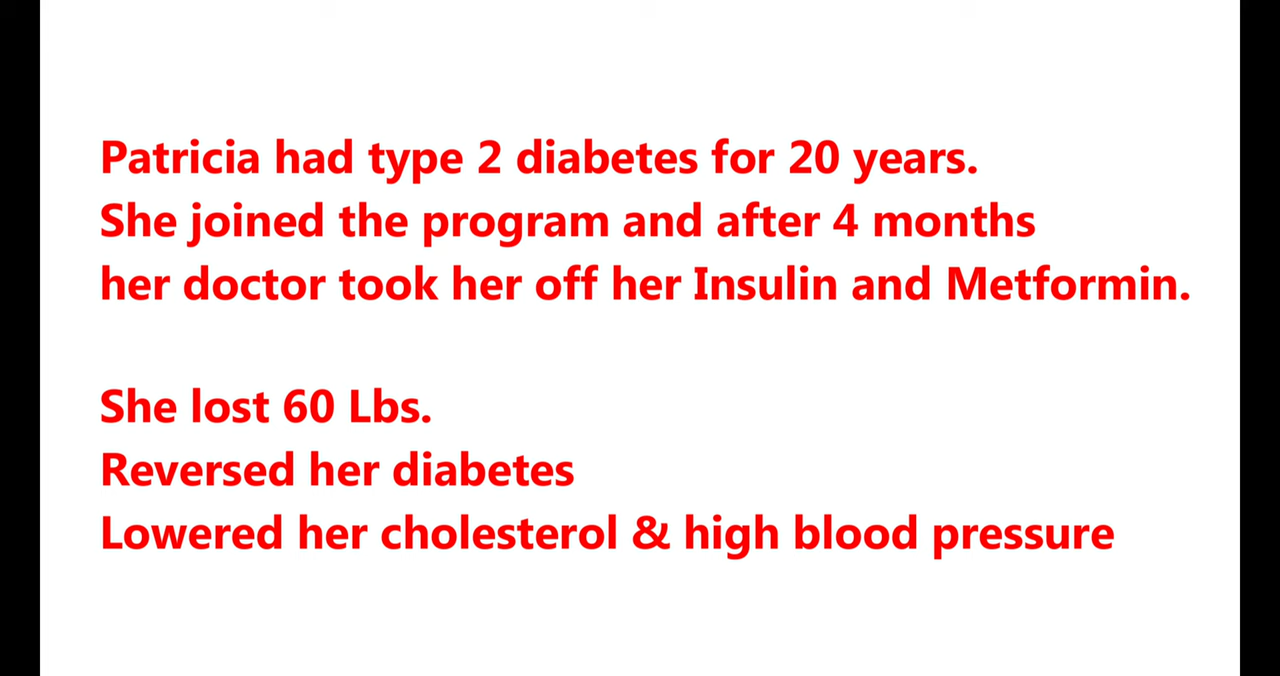 Patricia had type 2 diabetes for 20 years.
She joined the program and after 4 months
her doctor took her off her Insulin and Metformin.
She lost 60 Lbs.
Reversed her diabetes
Lowered her cholesterol & high blood pressure